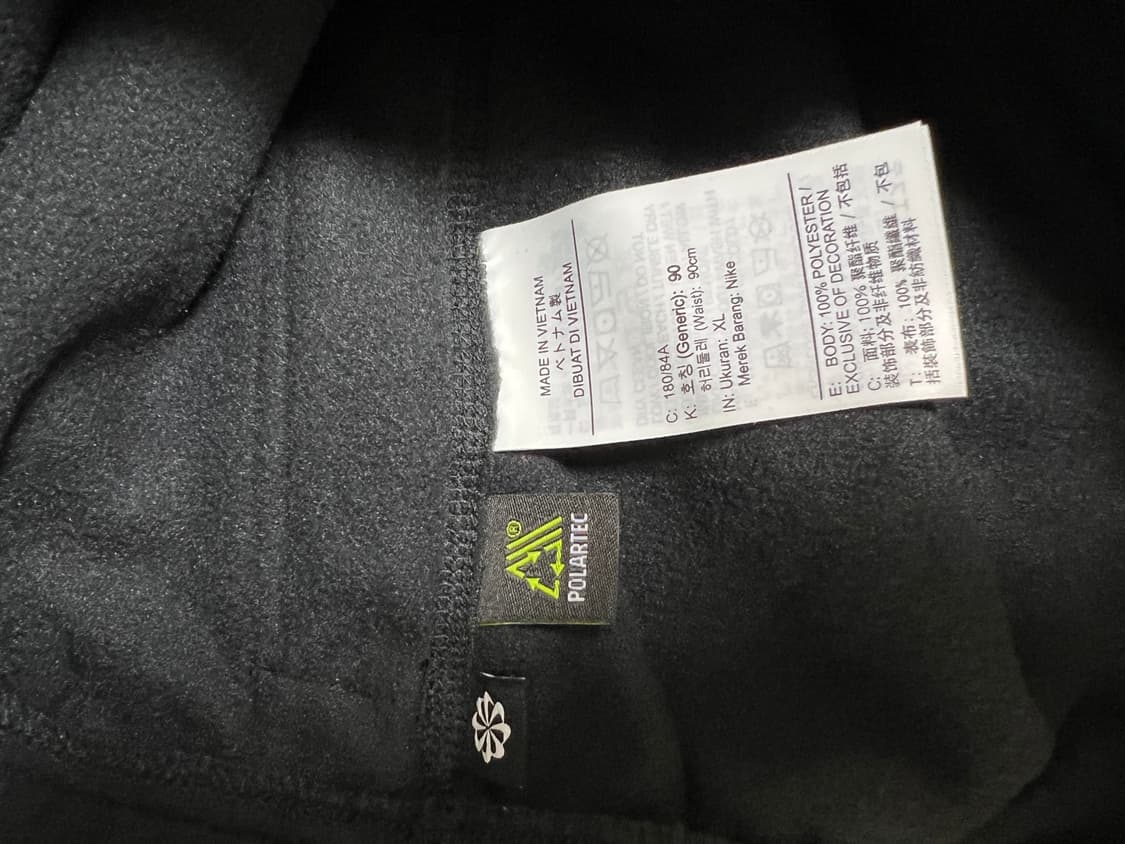 MADE IN VIETNAM
ベトナム製
DIBUAT DI VIETNAM
C: 180/84A
K: 호칭 (Generic): 90
허리둘레 (Waist): 90cm
IN: Ukuran: XL
Merek Barang: Nike
E: BODY: 100% POLYESTER /
EXCLUSIVE OF DECORATION
C: 面料: 100% 聚酯纤维 / 不包括
装饰部分及非纤维物质
T: 表布: 100% 聚酯纖維 / 不包
括裝飾部分及非紡織材料
POLARTEC
®